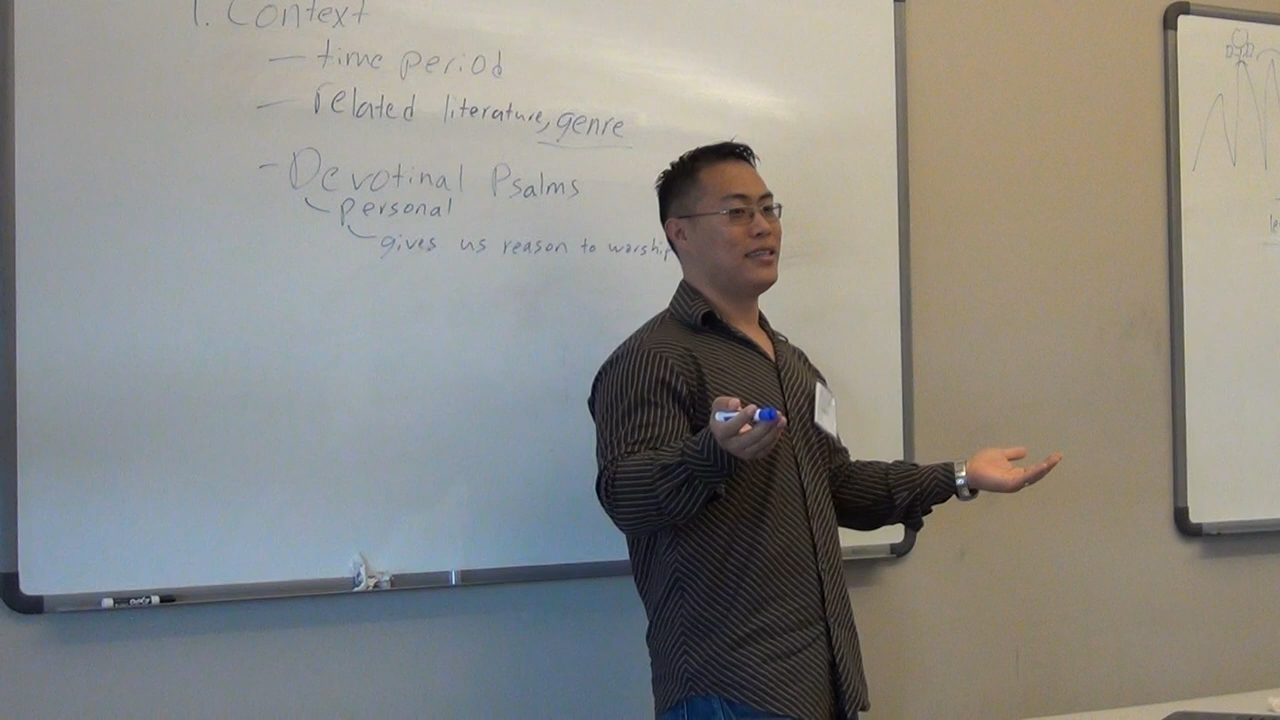 1. Context
– time period
– related literature, genre
- Devotinal Psalms
personal
gives us reason to worship